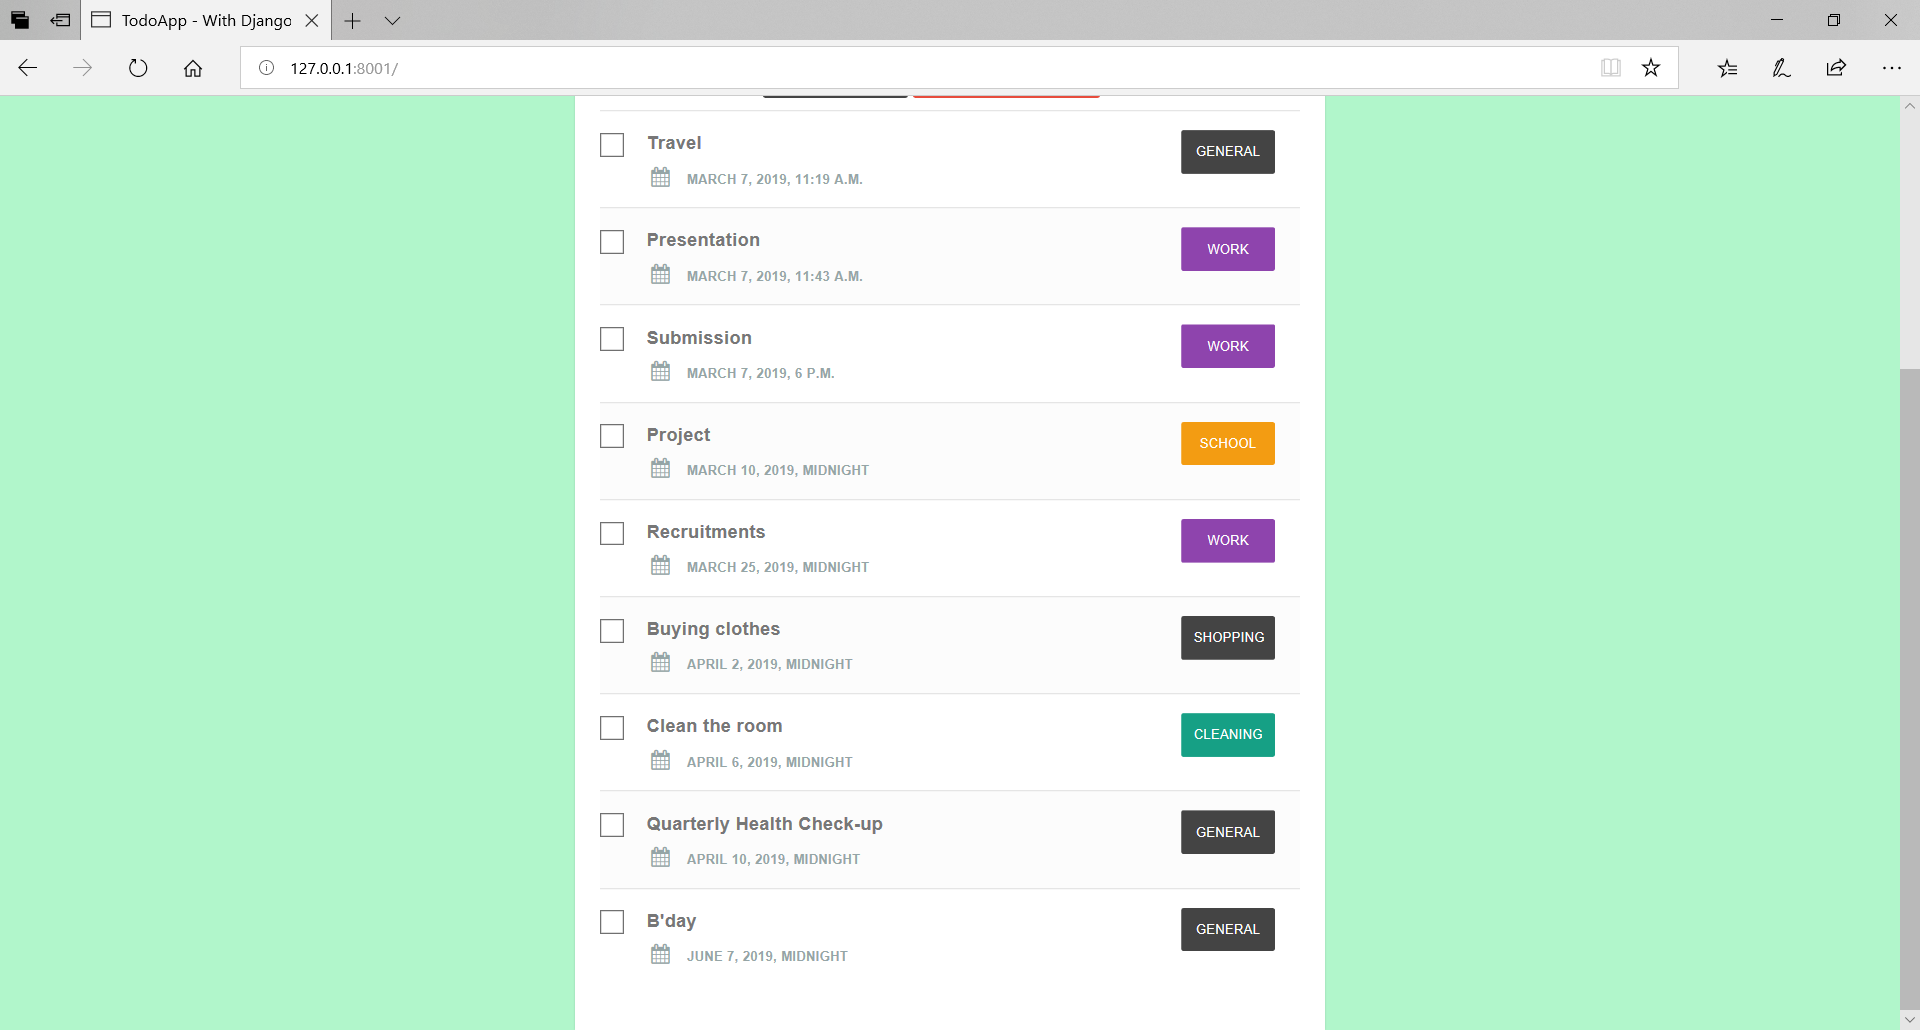 TodoApp - With Django
127.0.0.1:8001/
Travel
GENERAL
MARCH 7, 2019, 11:19 A.M.
Presentation
WORK
MARCH 7, 2019, 11:43 A.M.
Submission
WORK
MARCH 7, 2019, 6 P.M.
Project
SCHOOL
MARCH 10, 2019, MIDNIGHT
Recruitments
WORK
MARCH 25, 2019, MIDNIGHT
Buying clothes
SHOPPING
APRIL 2, 2019, MIDNIGHT
Clean the room
CLEANING
APRIL 6, 2019, MIDNIGHT
Quarterly Health Check-up
GENERAL
APRIL 10, 2019, MIDNIGHT
B'day
GENERAL
JUNE 7, 2019, MIDNIGHT